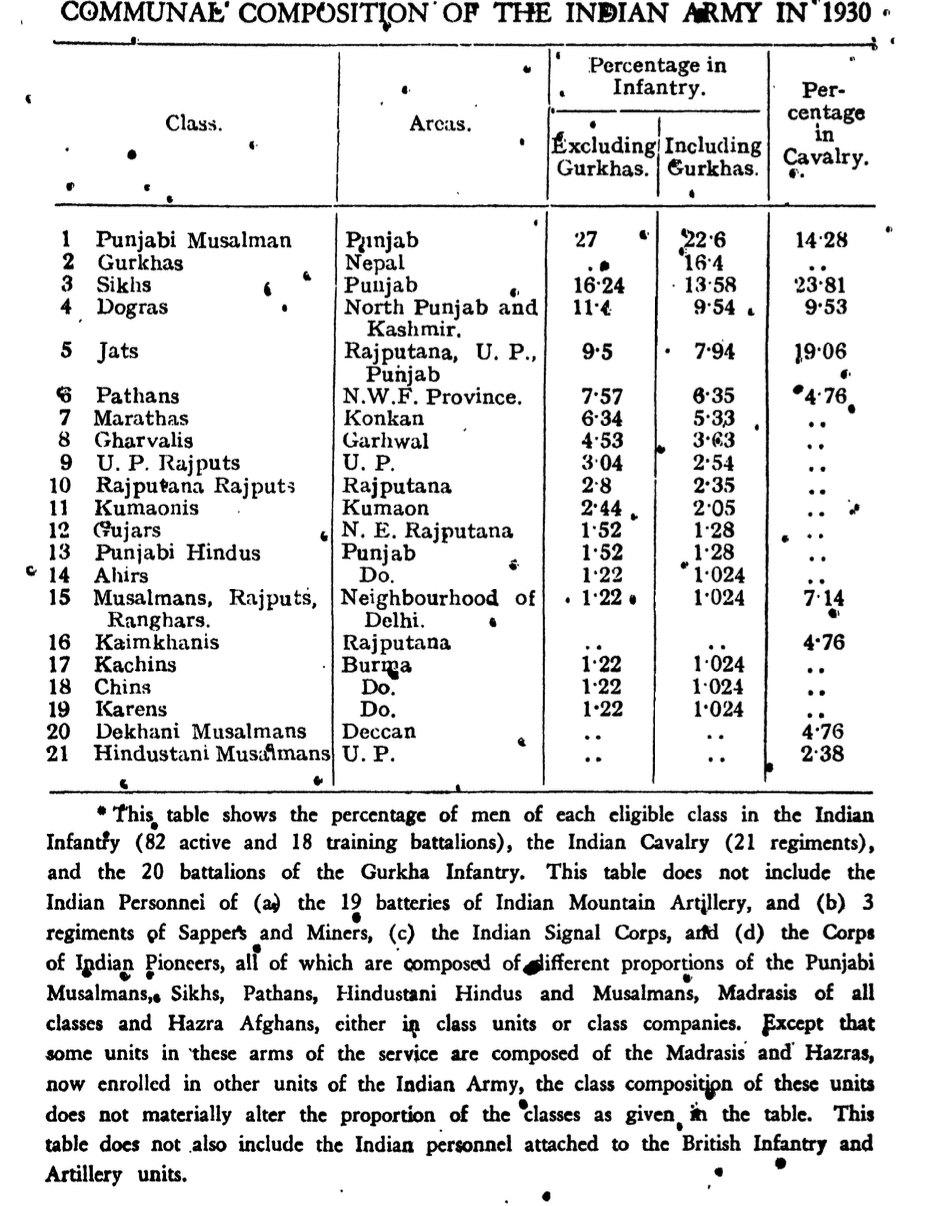 COMMUNAL COMPOSITION OF THE INDIAN ARMY IN 1930
Class. Areas. Percentage in Infantry. Percentage in Cavalry.
Excluding Gurkhas. Including Gurkhas.
1 Punjabi Musalman Punjab 27 22·6 14·28
2 Gurkhas Nepal .. 16·4 ..
3 Sikhs Punjab 16·24 13·58 23·81
4 Dogras North Punjab and 11·4 9·54 9·53
Kashmir.
5 Jats Rajputana, U. P., 9·5 7·94 19·06
Punjab
6 Pathans N.W.F. Province. 7·57 6·35 4·76
7 Marathas Konkan 6·34 5·33 ..
8 Gharvalis Garhwal 4·53 3·63 ..
9 U. P. Rajputs U. P. 3·04 2·54 ..
10 Rajputana Rajputs Rajputana 2·8 2·35 ..
11 Kumaonis Kumaon 2·44 2·05 ..
12 Gujars N. E. Rajputana 1·52 1·28 ..
13 Punjabi Hindus Punjab 1·52 1·28 ..
14 Ahirs Do. 1·22 1·024 ..
15 Musalmans, Rajputs, Neighbourhood of 1·22 1·024 7·14
Ranghars. Delhi.
16 Kaimkhanis Rajputana .. .. 4·76
17 Kachins Burma 1·22 1·024 ..
18 Chins Do. 1·22 1·024 ..
19 Karens Do. 1·22 1·024 ..
20 Dekhani Musalmans Deccan .. .. 4·76
21 Hindustani Musalmans U. P. .. .. 2·38
* This table shows the percentage of men of each eligible class in the Indian
Infantry (82 active and 18 training battalions), the Indian Cavalry (21 regiments),
and the 20 battalions of the Gurkha Infantry. This table does not include the
Indian Personnel of (a) the 19 batteries of Indian Mountain Artillery, and (b) 3
regiments of Sappers and Miners, (c) the Indian Signal Corps, and (d) the Corps
of Indian Pioneers, all of which are composed of different proportions of the Punjabi
Musalmans, Sikhs, Pathans, Hindustani Hindus and Musalmans, Madrasis of all
classes and Hazra Afghans, either in class units or class companies. Except that
some units in these arms of the service are composed of the Madrasis and Hazras,
now enrolled in other units of the Indian Army, the class composition of these units
does not materially alter the proportion of the classes as given in the table. This
table does not also include the Indian personnel attached to the British Infantry and
Artillery units.